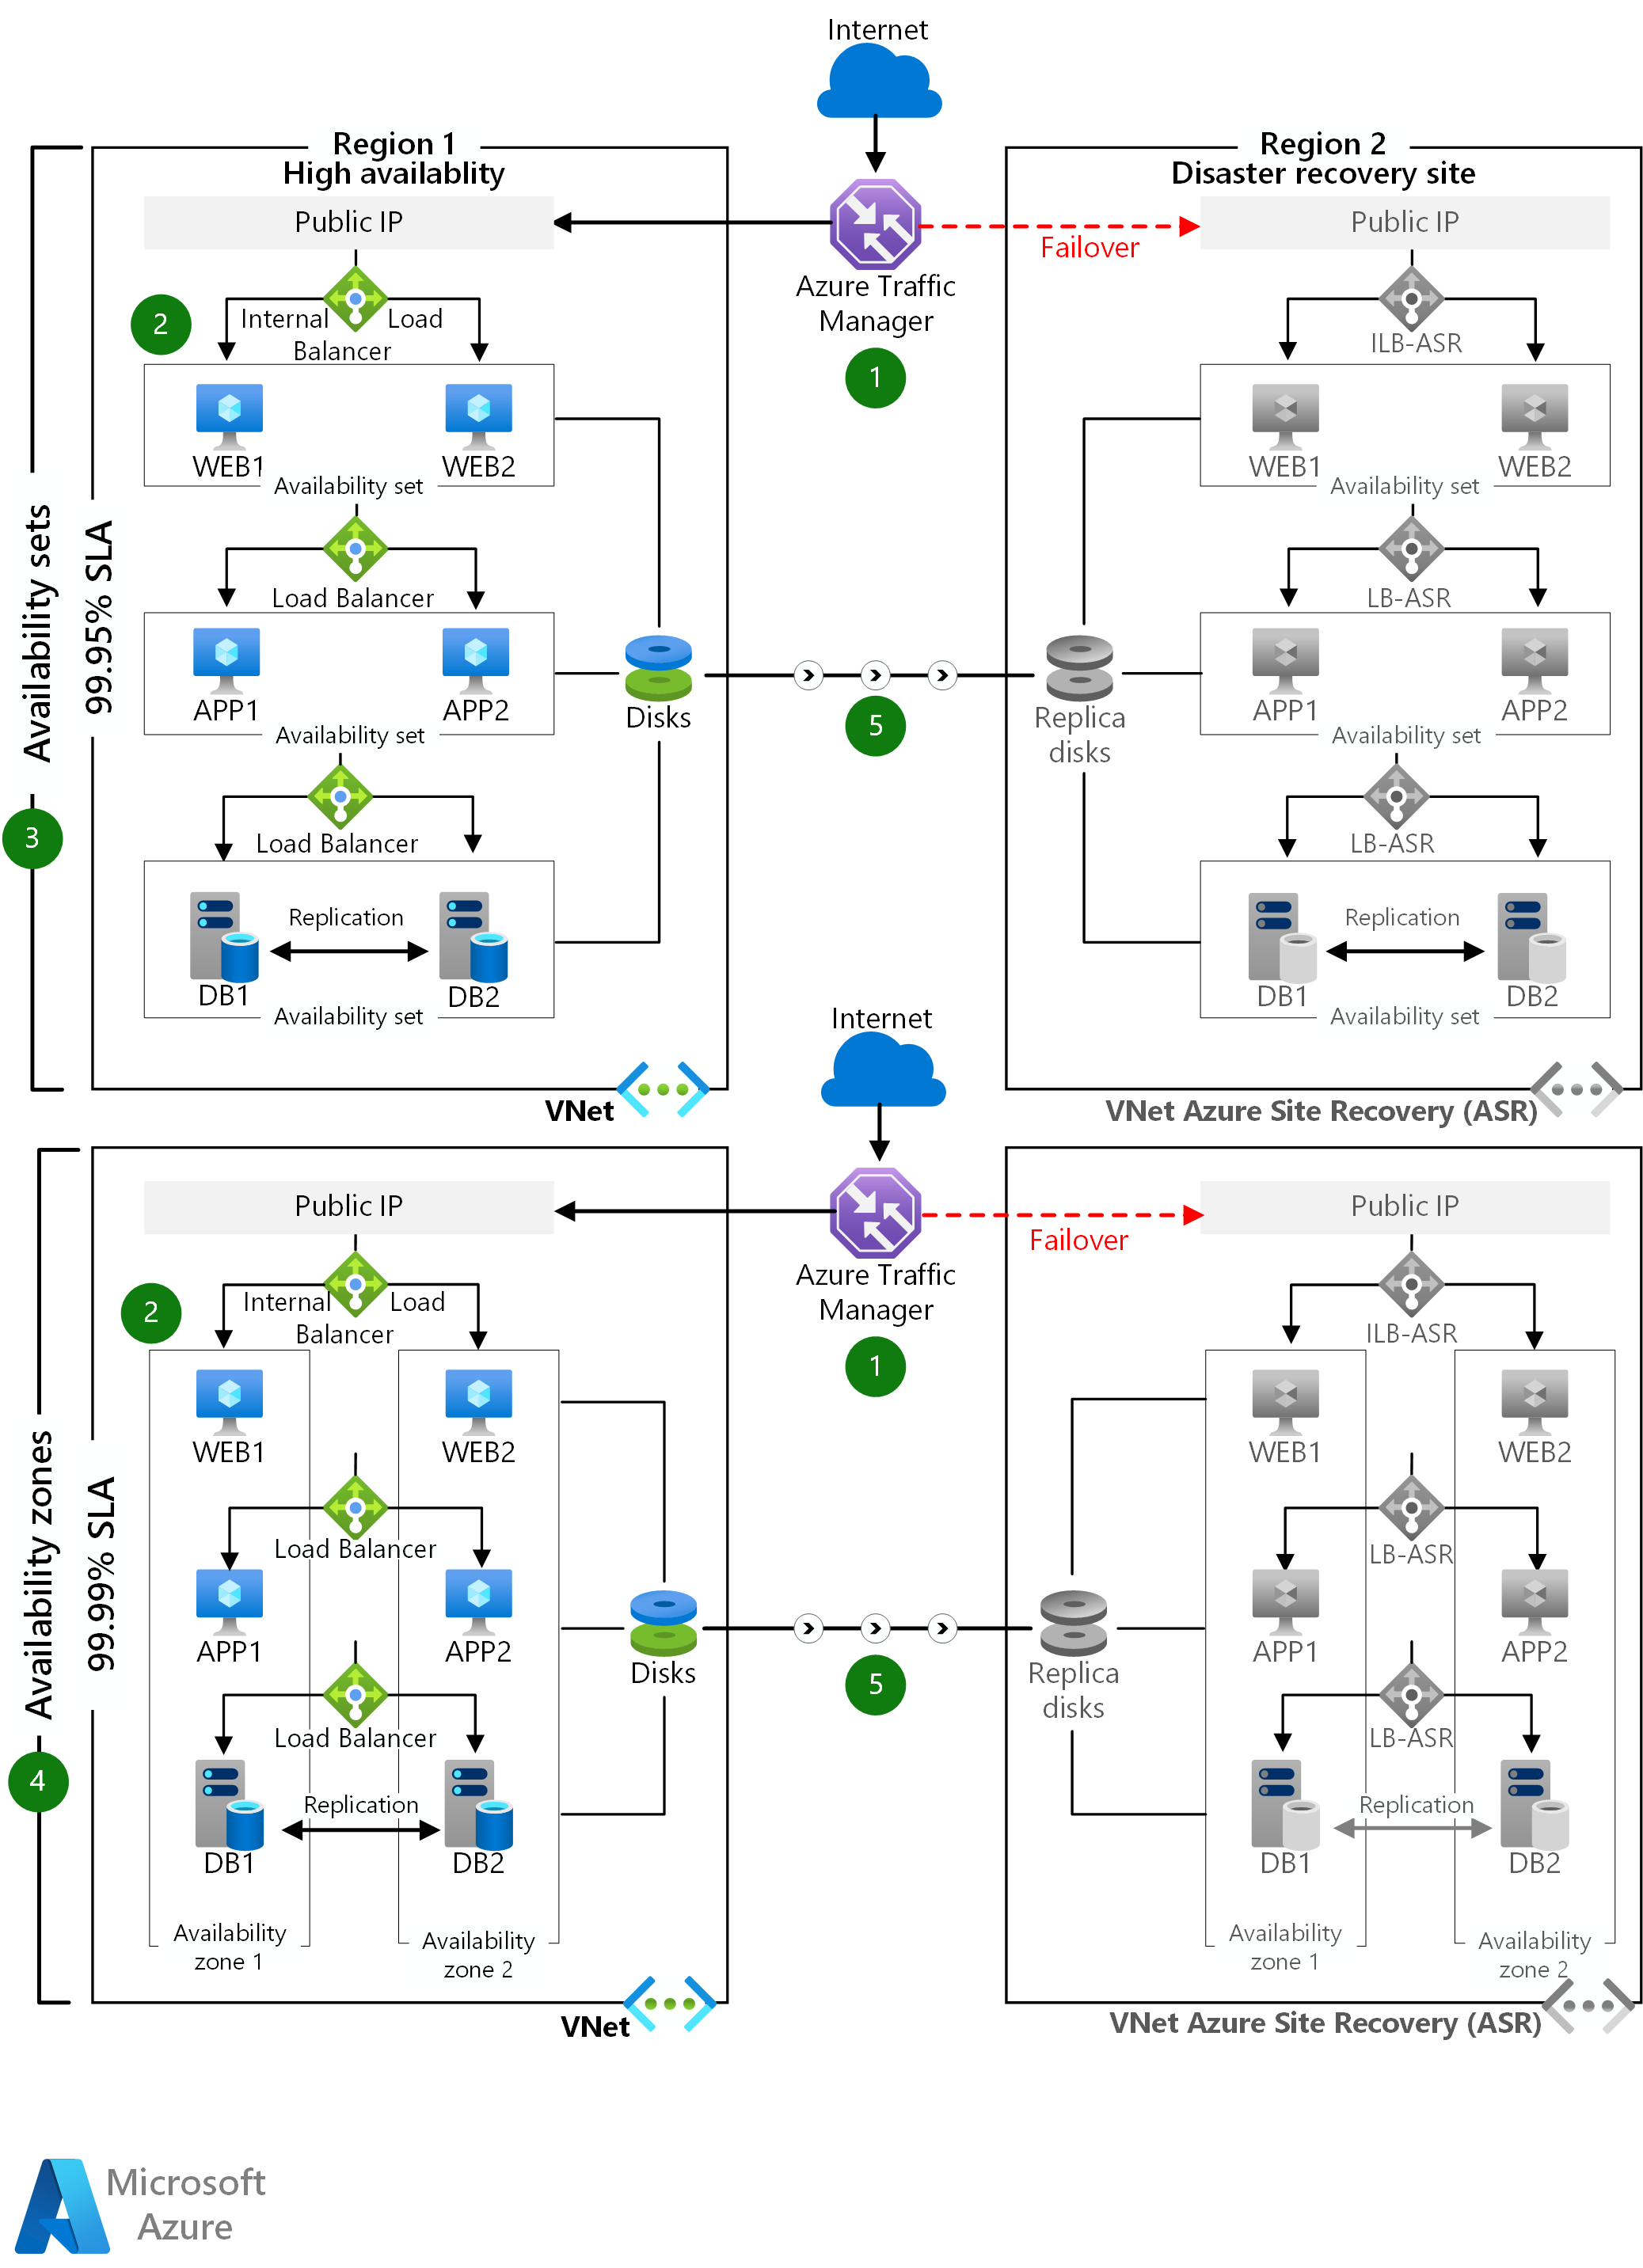 Internet
Region 1
High availablity
Region 2
Disaster recovery site
Public IP
Public IP
Failover
Azure Traffic
Manager
1
2
Internal Load
Balancer
ILB-ASR
WEB1
WEB2
Availability set
WEB1
WEB2
Availability set
Availability sets
99.95% SLA
3
Load Balancer
LB-ASR
APP1
APP2
Availability set
Disks
5
Replica
disks
APP1
APP2
Availability set
Load Balancer
LB-ASR
Replication
DB1
DB2
Availability set
Replication
DB1
DB2
Availability set
VNet
VNet Azure Site Recovery (ASR)
Internet
Public IP
Public IP
Failover
Azure Traffic
Manager
1
2
Internal Load
Balancer
ILB-ASR
WEB1
WEB2
WEB1
WEB2
Availability zones
99.99% SLA
4
Load Balancer
LB-ASR
APP1
APP2
Disks
5
Replica
disks
APP1
APP2
Load Balancer
LB-ASR
Replication
DB1
DB2
Replication
DB1
DB2
Availability
zone 1
Availability
zone 2
Availability
zone 1
Availability
zone 2
VNet
VNet Azure Site Recovery (ASR)
Microsoft
Azure